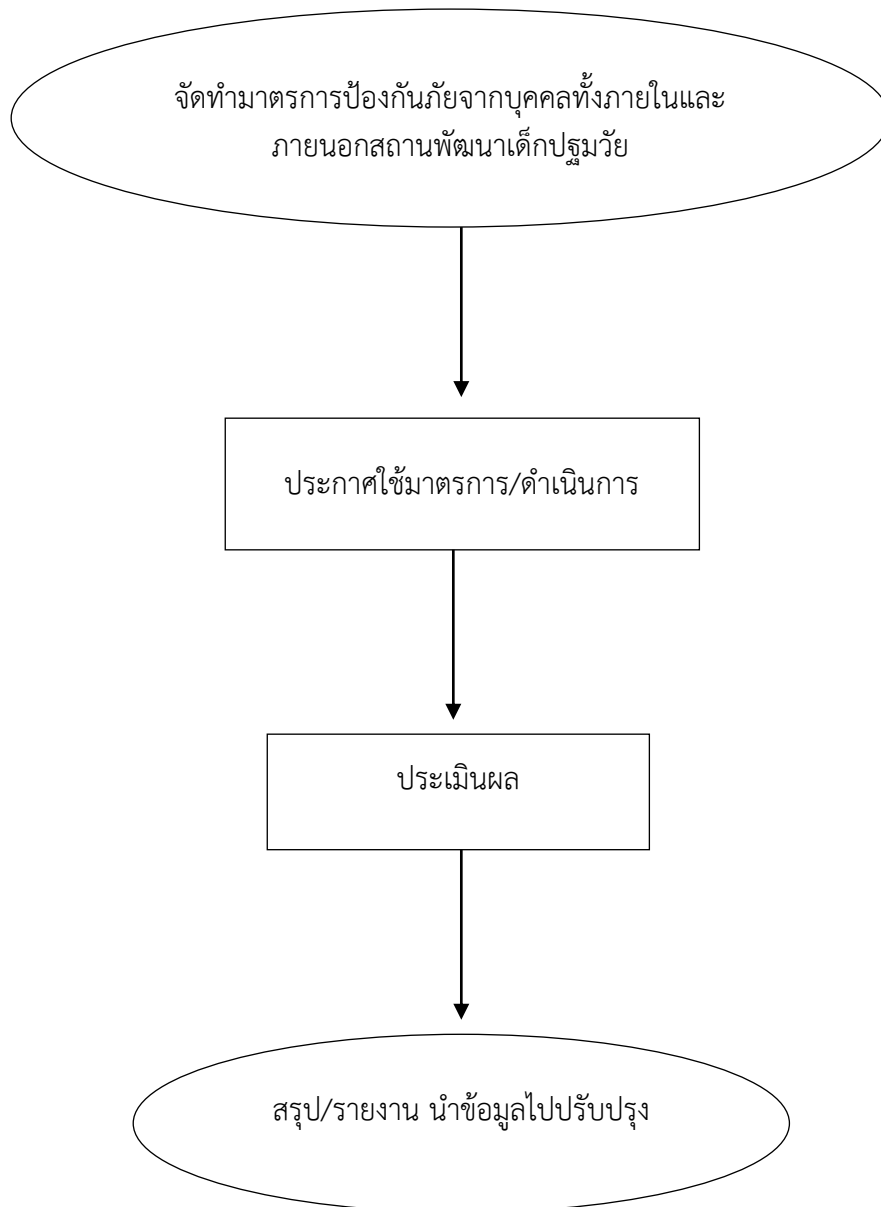 จัดทำมาตรการป้องกันภัยจากบุคคลทั้งภายในและ
ภายนอกสถานพัฒนาเด็กปฐมวัย
ประกาศใช้มาตรการ/ดำเนินการ
ประเมินผล
สรุป/รายงาน นำข้อมูลไปปรับปรุง